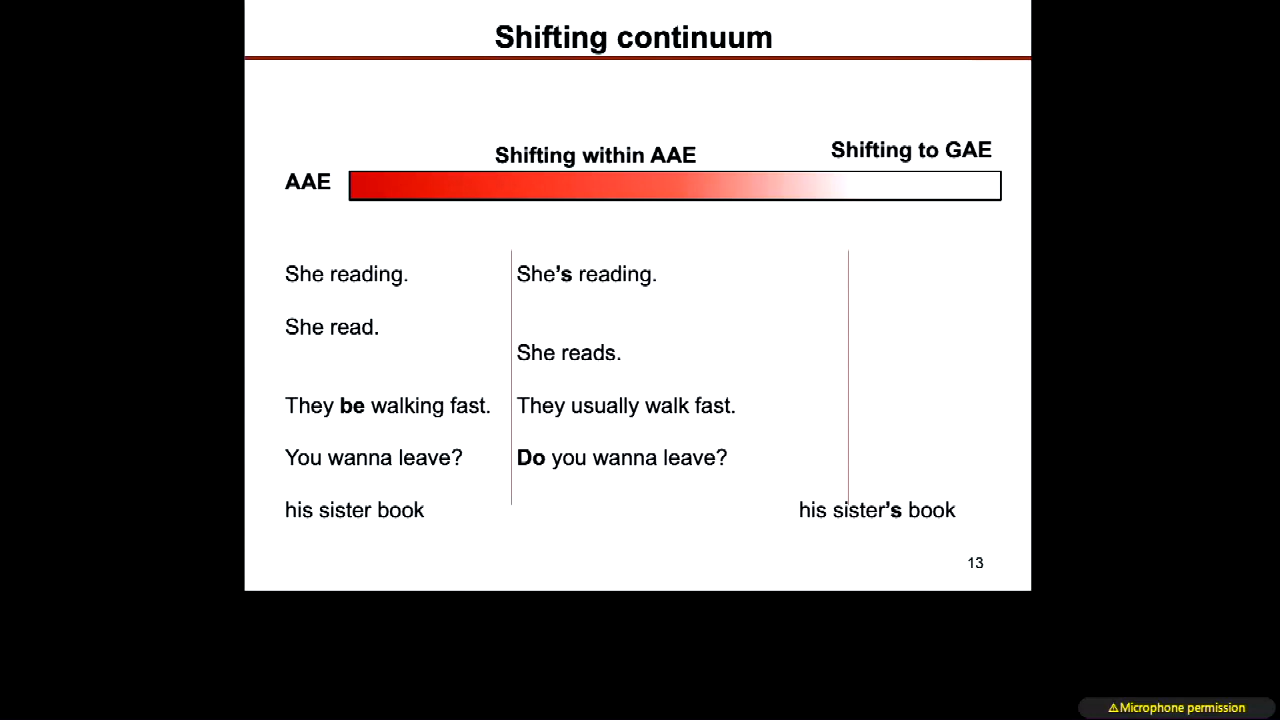 Shifting continuum
Shifting within AAE
Shifting to GAE
AAE
She reading.
She's reading.
She read.
She reads.
They be walking fast.
They usually walk fast.
You wanna leave?
Do you wanna leave?
his sister book
his sister's book
13
⚠Microphone permission